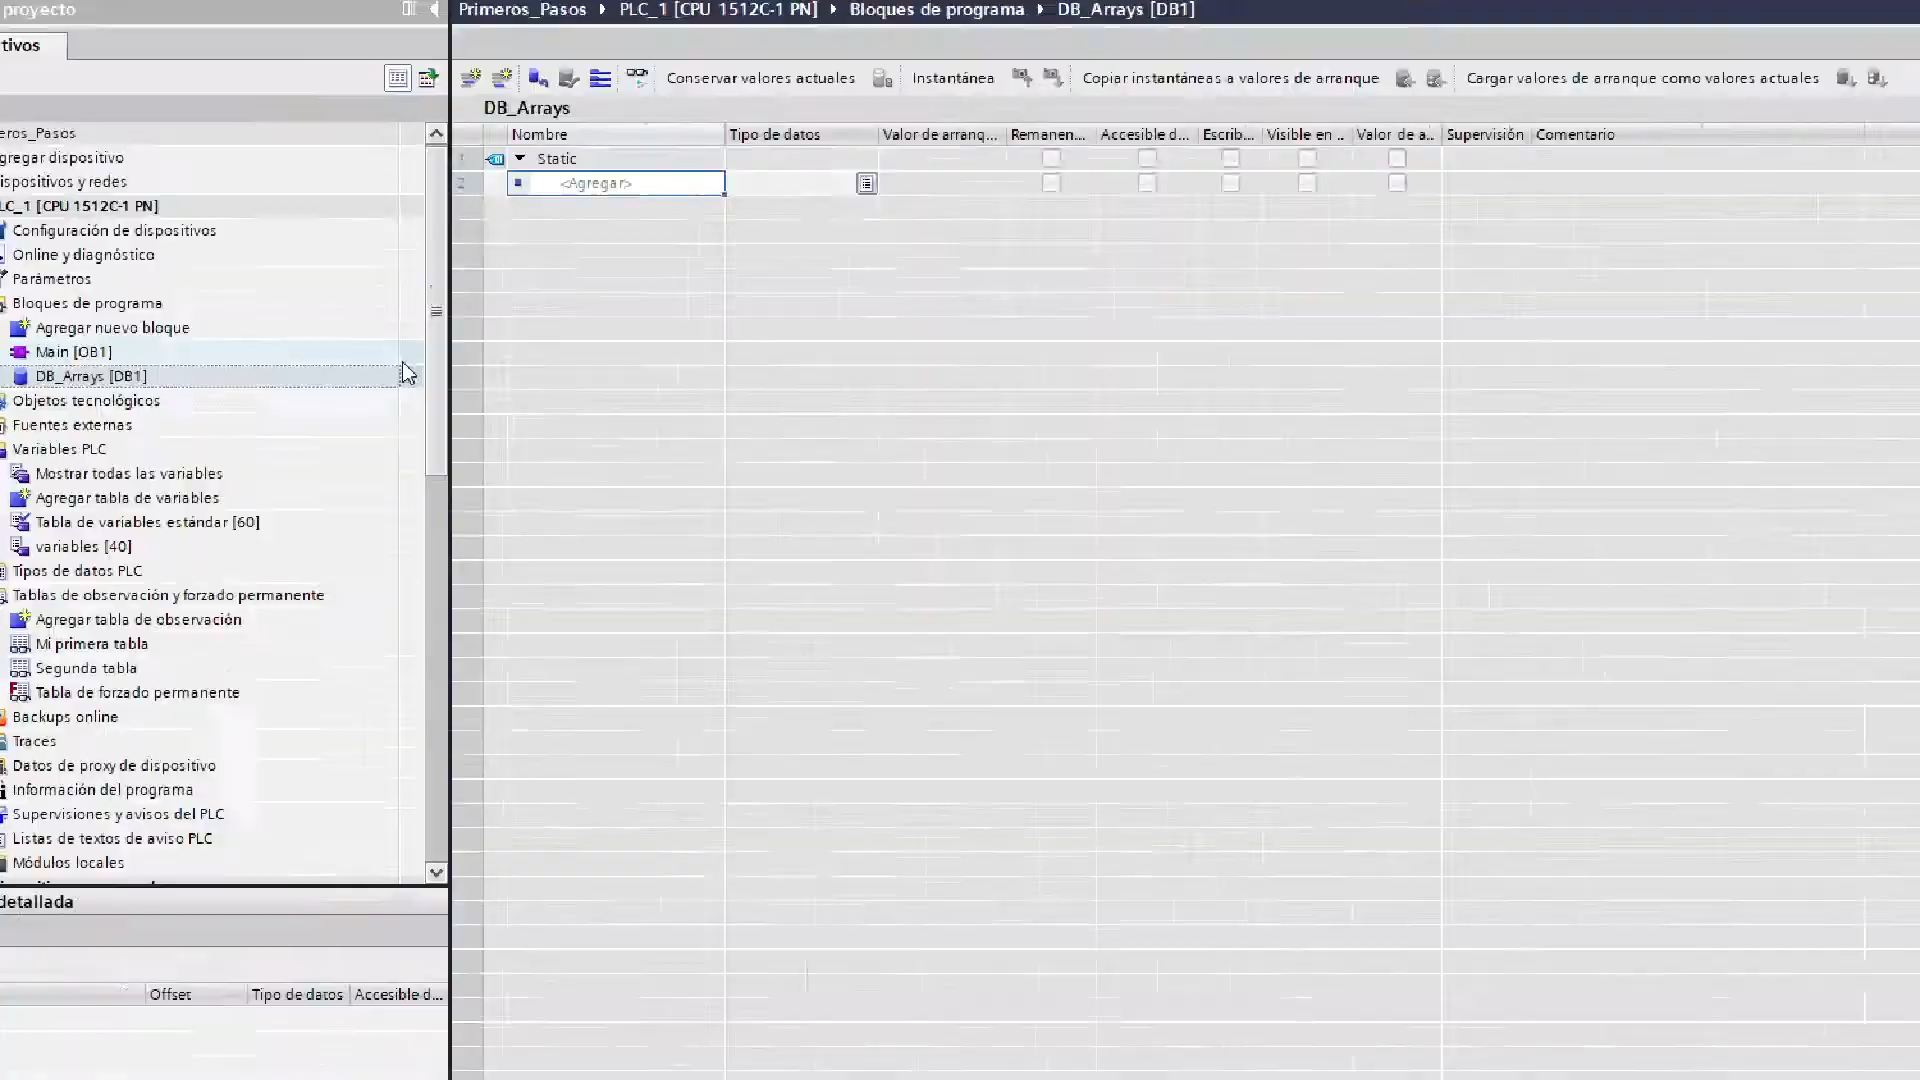 proyecto
tivos
eros_Pasos
gregar dispositivo
ispositivos y redes
LC_1 [CPU 1512C-1 PN]
Configuración de dispositivos
Online y diagnóstico
Parámetros
Bloques de programa
Agregar nuevo bloque
Main [OB1]
DB_Arrays [DB1]
Objetos tecnológicos
Fuentes externas
Variables PLC
Mostrar todas las variables
Agregar tabla de variables
Tabla de variables estándar [60]
variables [40]
Tipos de datos PLC
Tablas de observación y forzado permanente
Agregar tabla de observación
Mi primera tabla
Segunda tabla
Tabla de forzado permanente
Backups online
Traces
Datos de proxy de dispositivo
Información del programa
Supervisiones y avisos del PLC
Listas de textos de aviso PLC
Módulos locales
detallada
Offset Tipo de datos Accesible d...
Primeros_Pasos PLC_1 [CPU 1512C-1 PN] Bloques de programa DB_Arrays [DB1]
Conservar valores actuales Instantánea Copiar instantáneas a valores de arranque Cargar valores de arranque como valores actuales
DB_Arrays
Nombre Tipo de datos Valor de arranq... Remanen... Accesible d... Escrib... Visible en .. Valor de a.. Supervisión Comentario
1 Static
2 <Agregar>